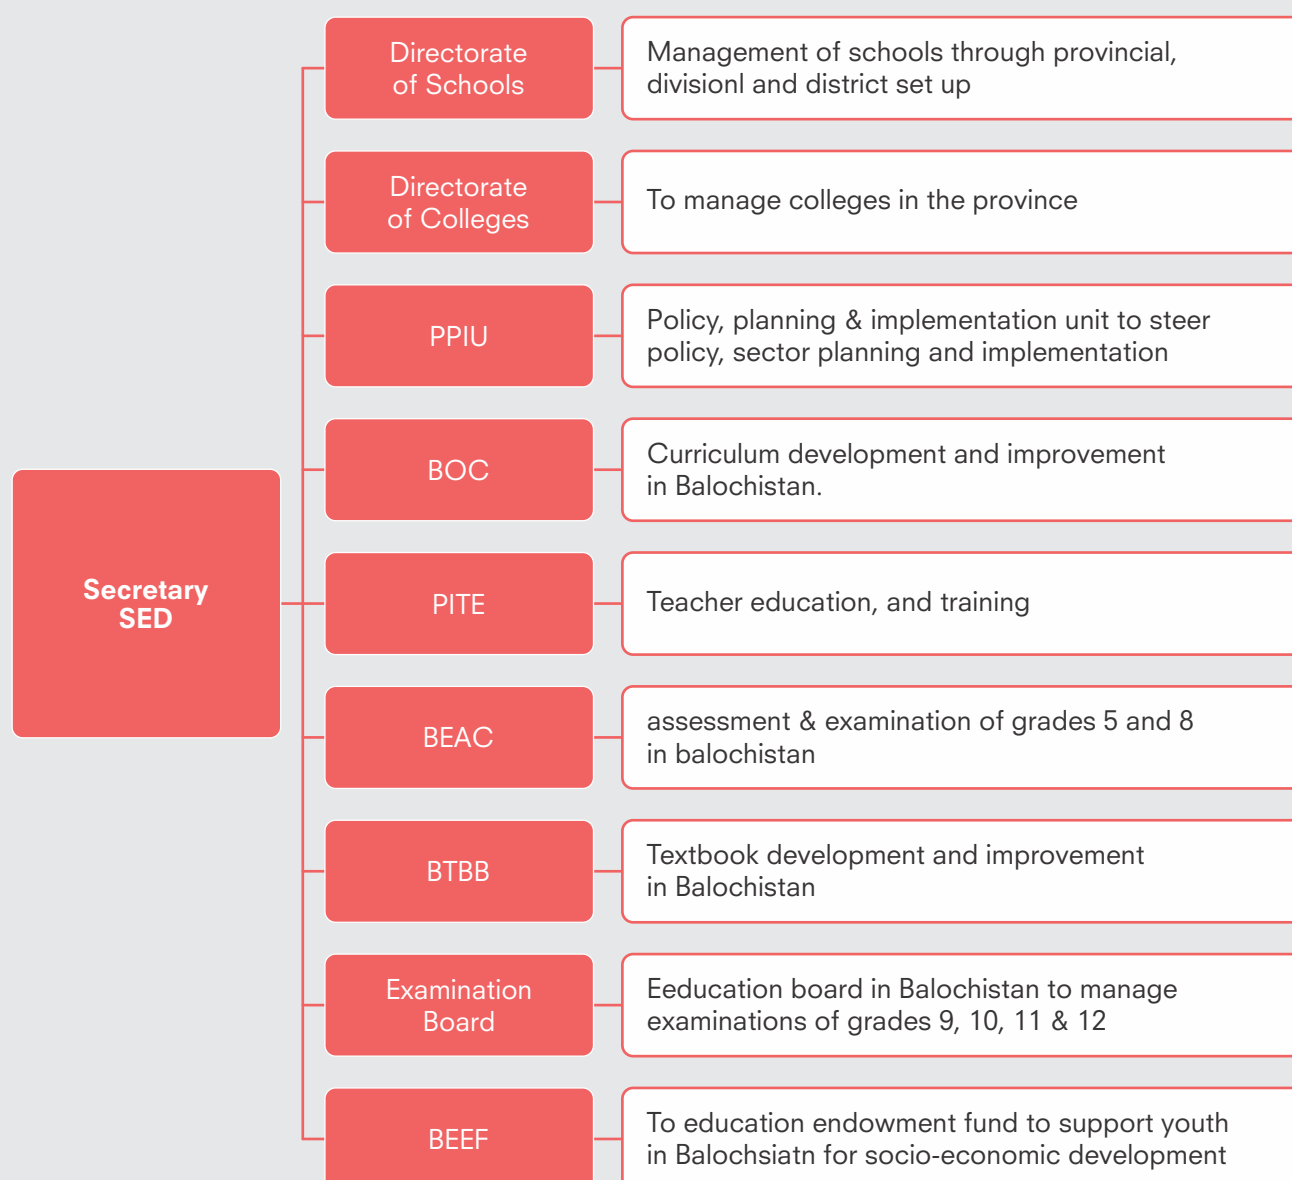 Directorate
of Schools
Management of schools through provincial,
divisionl and district set up
Directorate
of Colleges
To manage colleges in the province
PPIU
Policy, planning & implementation unit to steer
policy, sector planning and implementation
BOC
Curriculum development and improvement
in Balochistan.
Secretary
SED
PITE
Teacher education, and training
BEAC
assessment & examination of grades 5 and 8
in balochistan
BTBB
Textbook development and improvement
in Balochistan
Examination
Board
Eeducation board in Balochistan to manage
examinations of grades 9, 10, 11 & 12
BEEF
To education endowment fund to support youth
in Balochsiatn for socio-economic development